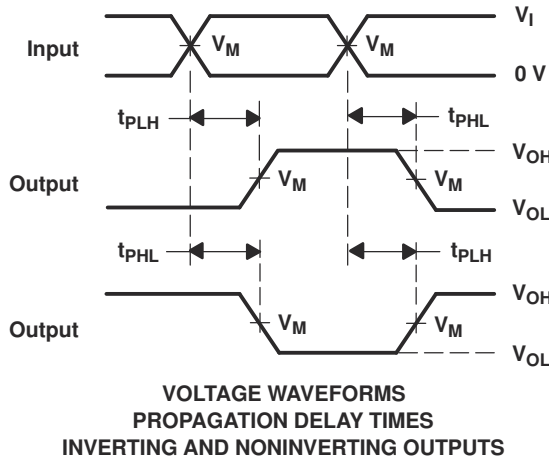 Input
V_M
V_M
V_I
0 V
t_PLH
t_PHL
Output
V_M
V_M
V_OH
V_OL
t_PHL
t_PLH
Output
V_M
V_M
V_OH
V_OL
VOLTAGE WAVEFORMS
PROPAGATION DELAY TIMES
INVERTING AND NONINVERTING OUTPUTS